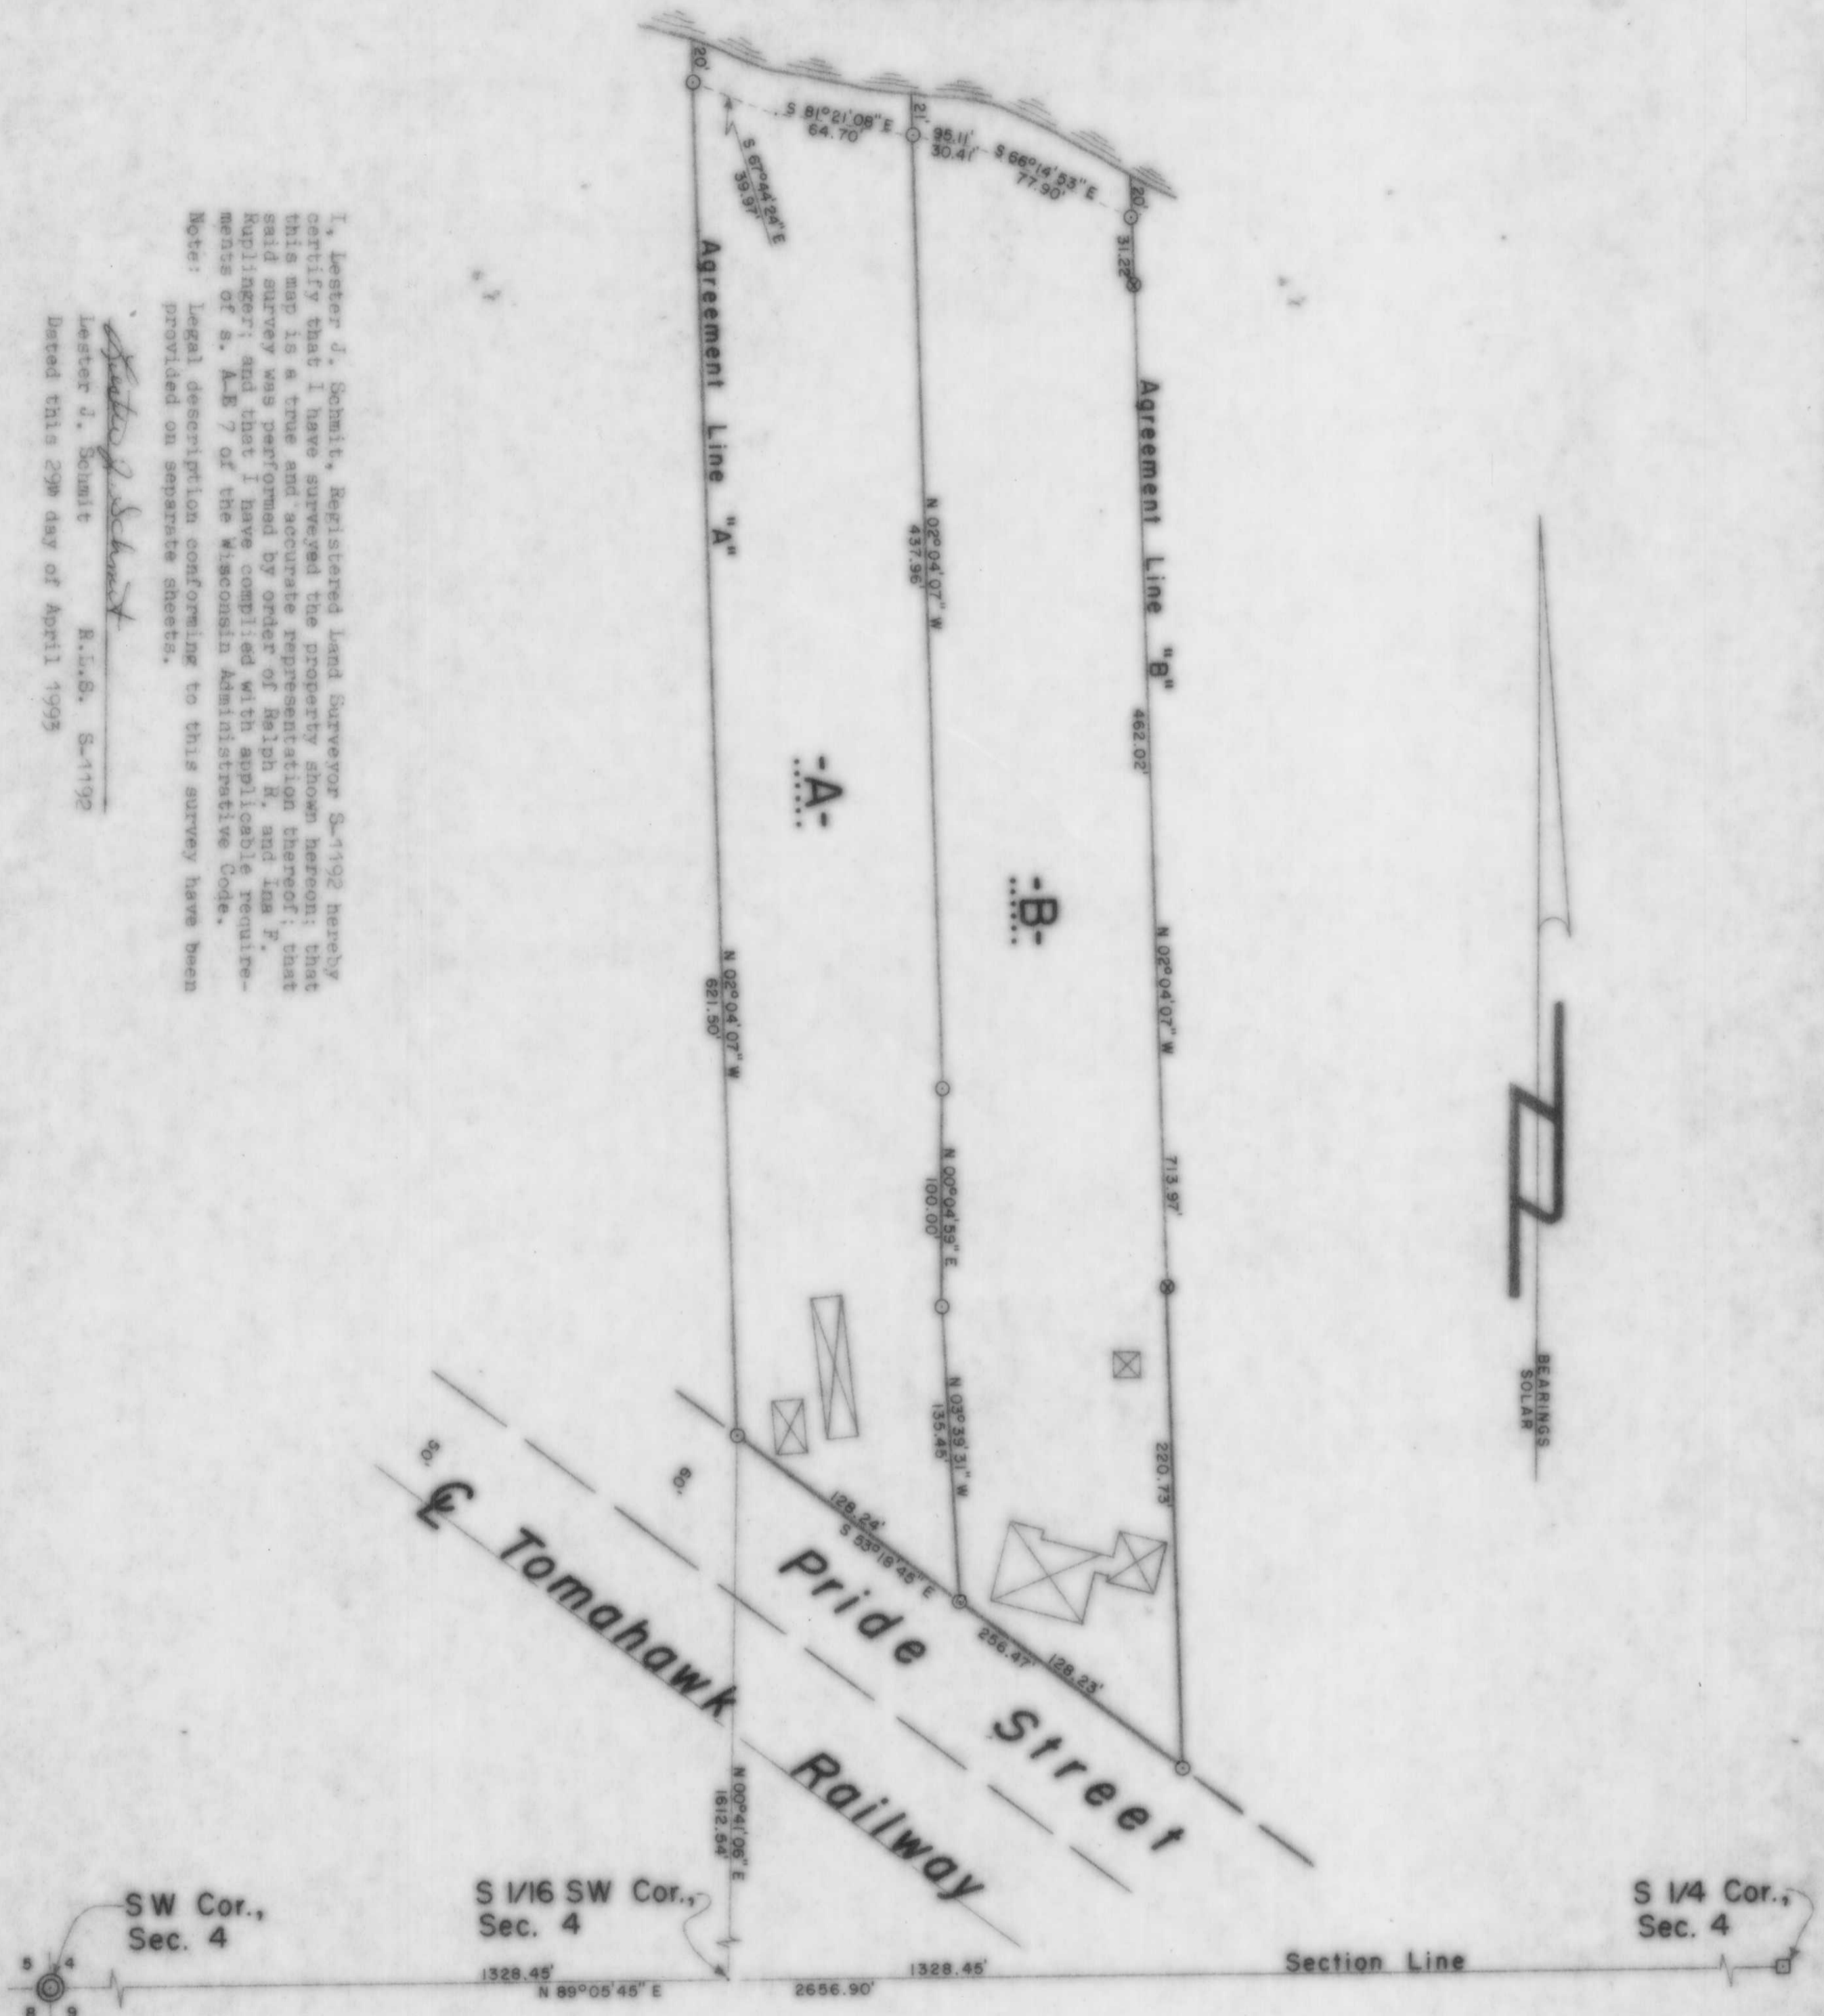 20'
S 81°21'08" E
64.70'
21'
95.11'
30.41'
S 66°14'53" E
77.90'
20'
31.22'
S 67°44'24" E
39.97'
Agreement Line "A"
N 02°04'07" W
621.50'
N 02°04'07" W
437.96'
Agreement Line "B"
462.02'
N 02°04'07" W
713.97'
220.73'
-A-
-B-
N 00°04'59" E
100.00'
N 03°39'31" W
135.45'
BEARINGS
SOLAR
I, Lester J. Schmit, Registered Land Surveyor S-1192 hereby
certify that I have surveyed the property shown hereon; that
this map is a true and accurate representation thereof; that
said survey was performed by order of Ralph H. and Ina F.
Ruplinger; and that I have complied with applicable require-
ments of s. A-E 7 of the Wisconsin Administrative Code.
Note: Legal description conforming to this survey have been
provided on separate sheets.
Lester J. Schmit
Lester J. Schmit R.L.S. S-1192
Dated this 29th day of April 1993
128.24'
S 53°18'45" E
256.47'
128.23'
50'
℄ Tomahawk Railway
Pride Street
N 00°41'06" E
1612.54'
SW Cor.,
Sec. 4
S 1/16 SW Cor.,
Sec. 4
S 1/4 Cor.,
Sec. 4
Section Line
5 4
8 9
1328.45'
1328.45'
N 89°05'45" E
2656.90'